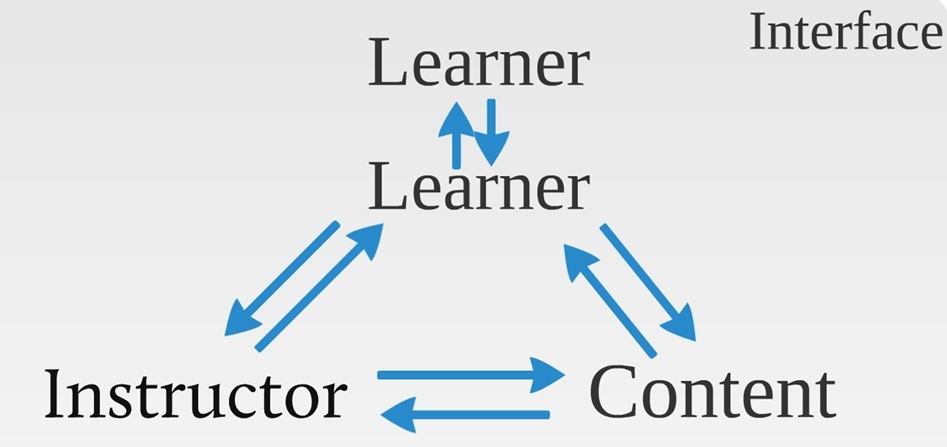 Interface
Learner
Learner
Instructor
Content